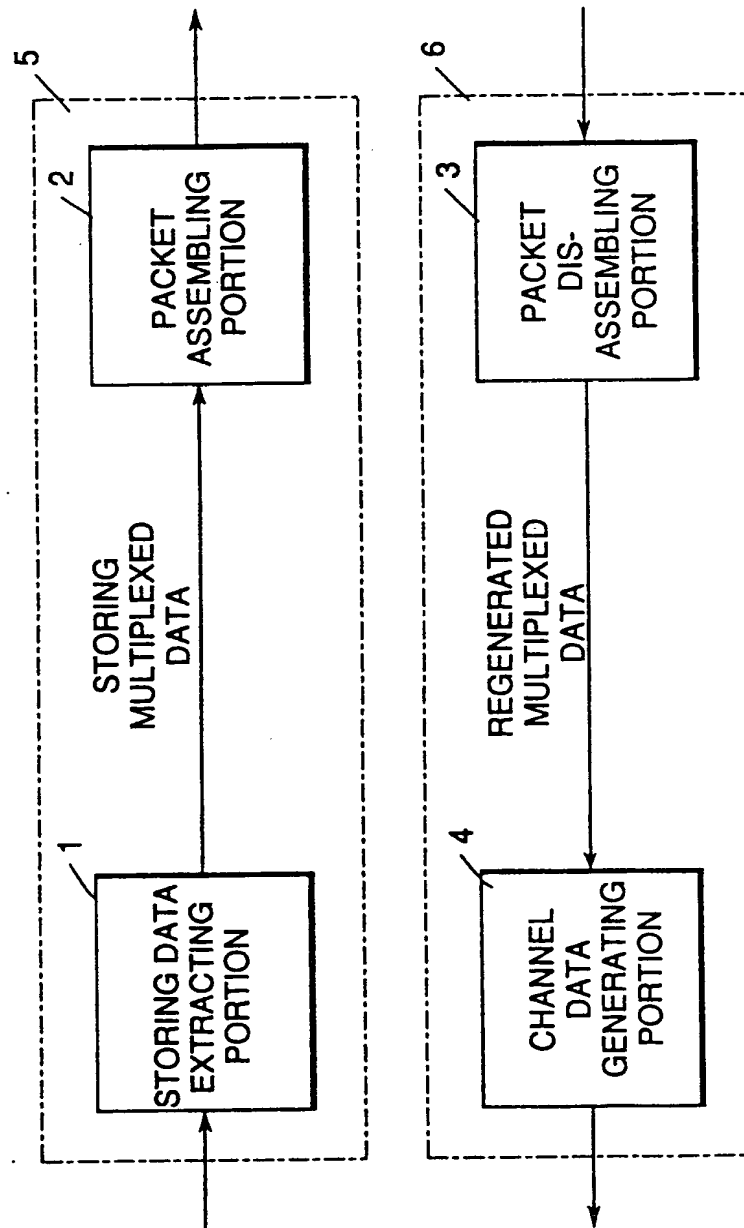 5
1
STORING DATA
EXTRACTING
PORTION
STORING
MULTIPLEXED
DATA
2
PACKET
ASSEMBLING
PORTION
6
4
CHANNEL
DATA
GENERATING
PORTION
REGENERATED
MULTIPLEXED
DATA
3
PACKET
DIS-
ASSEMBLING
PORTION